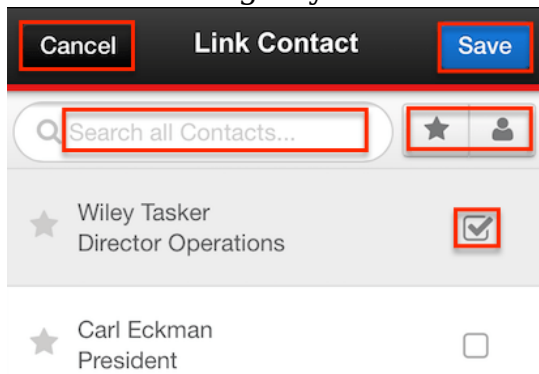 Cancel Link Contact Save
Search all Contacts...
Wiley Tasker
Director Operations
Carl Eckman
President